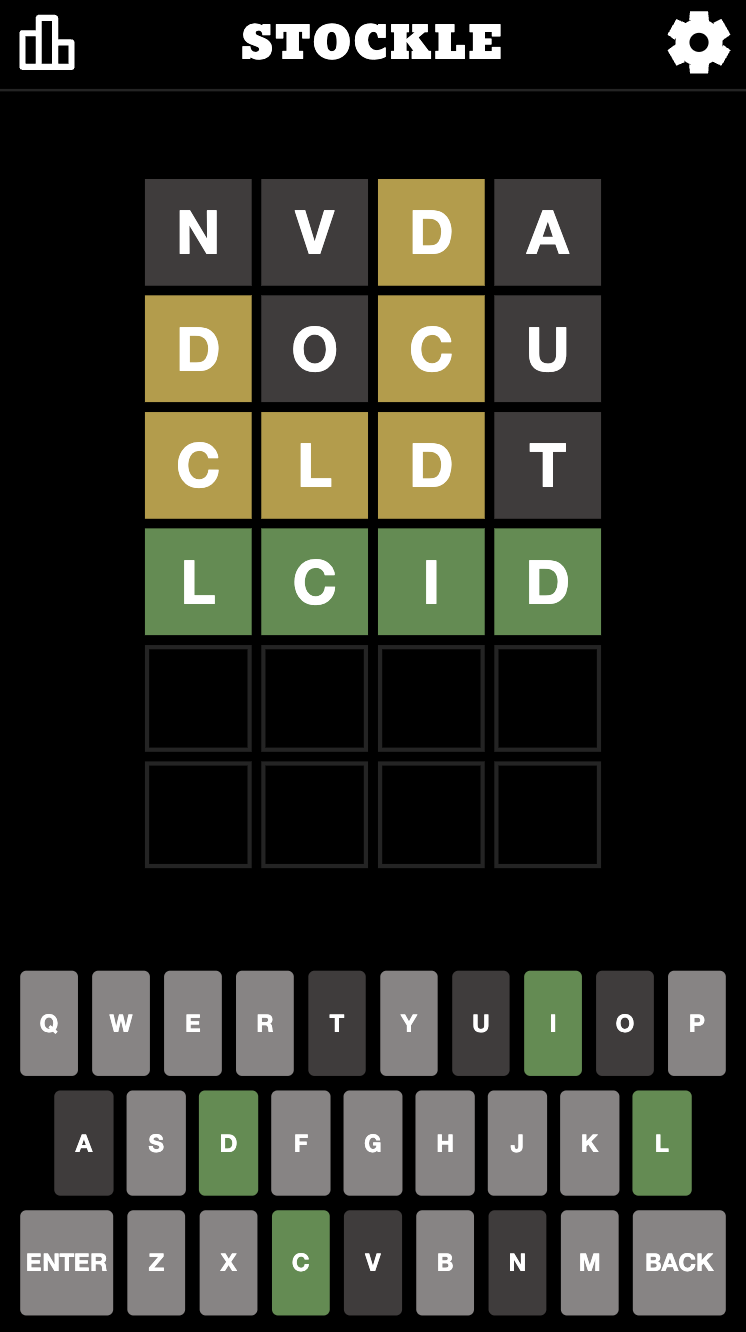 STOCKLE
N V D A
D O C U
C L D T
L C I D
Q W E R T Y U I O P
A S D F G H J K L
ENTER Z X C V B N M BACK